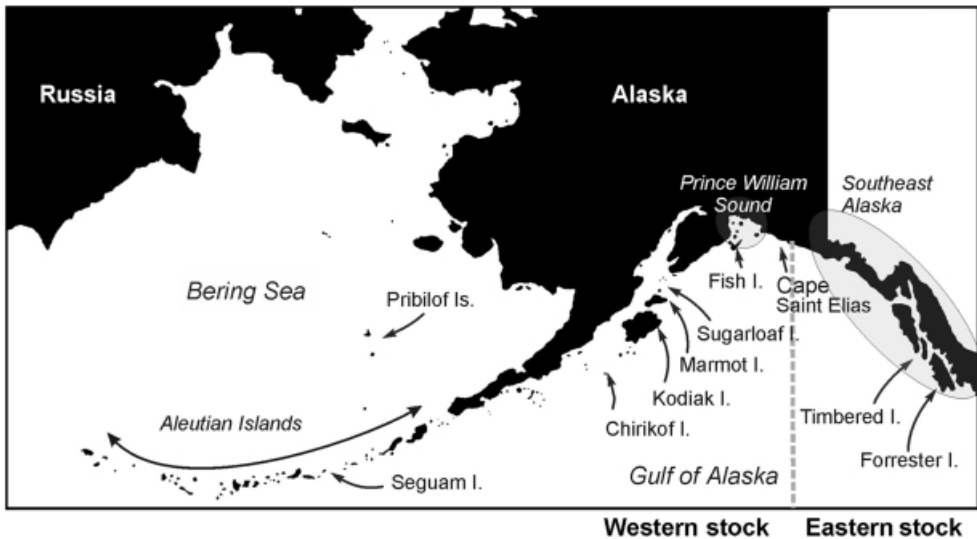 Russia
Alaska
Prince William
Sound
Southeast
Alaska
Bering Sea
Pribilof Is.
Fish I.
Cape
Saint Elias
Sugarloaf I.
Marmot I.
Kodiak I.
Chirikof I.
Timbered I.
Forrester I.
Aleutian Islands
Seguam I.
Gulf of Alaska
Western stock
Eastern stock